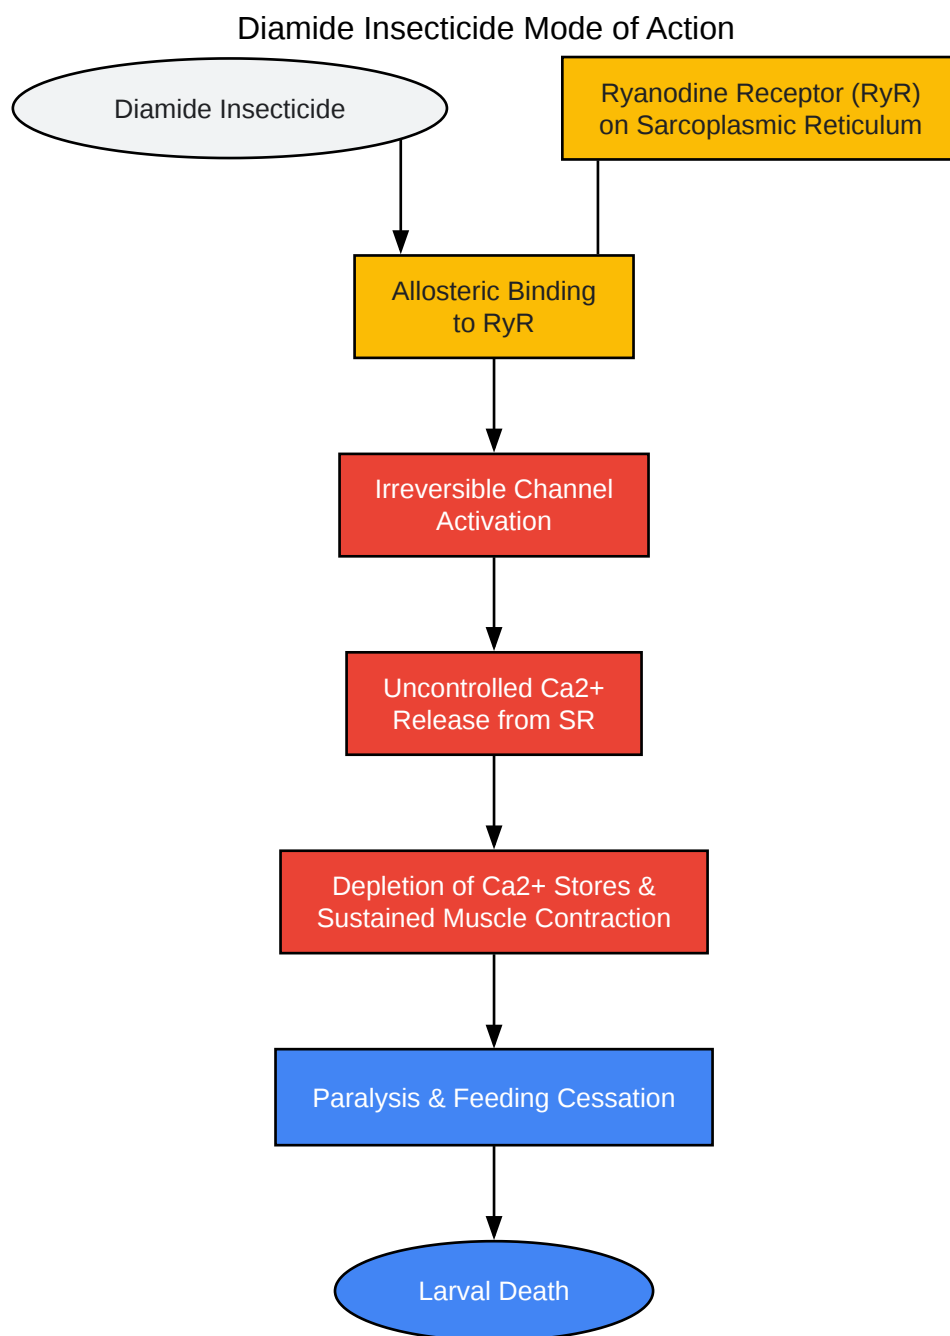 Diamide Insecticide Mode of Action
Diamide Insecticide
Ryanodine Receptor (RyR)
on Sarcoplasmic Reticulum
Allosteric Binding
to RyR
Irreversible Channel
Activation
Uncontrolled Ca2+
Release from SR
Depletion of Ca2+ Stores &
Sustained Muscle Contraction
Paralysis & Feeding Cessation
Larval Death